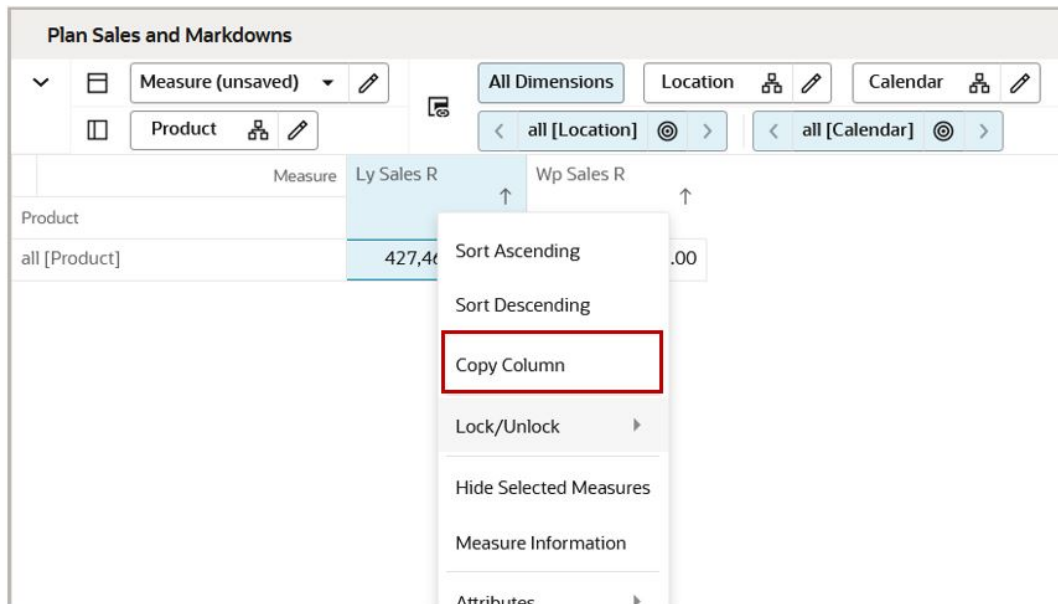 Plan Sales and Markdowns
Measure (unsaved)
All Dimensions
Location
Calendar
Product
all [Location]
all [Calendar]
Measure
Ly Sales R
Wp Sales R
Product
all [Product]
427,46
.00
Sort Ascending
Sort Descending
Copy Column
Lock/Unlock
Hide Selected Measures
Measure Information
Attributes